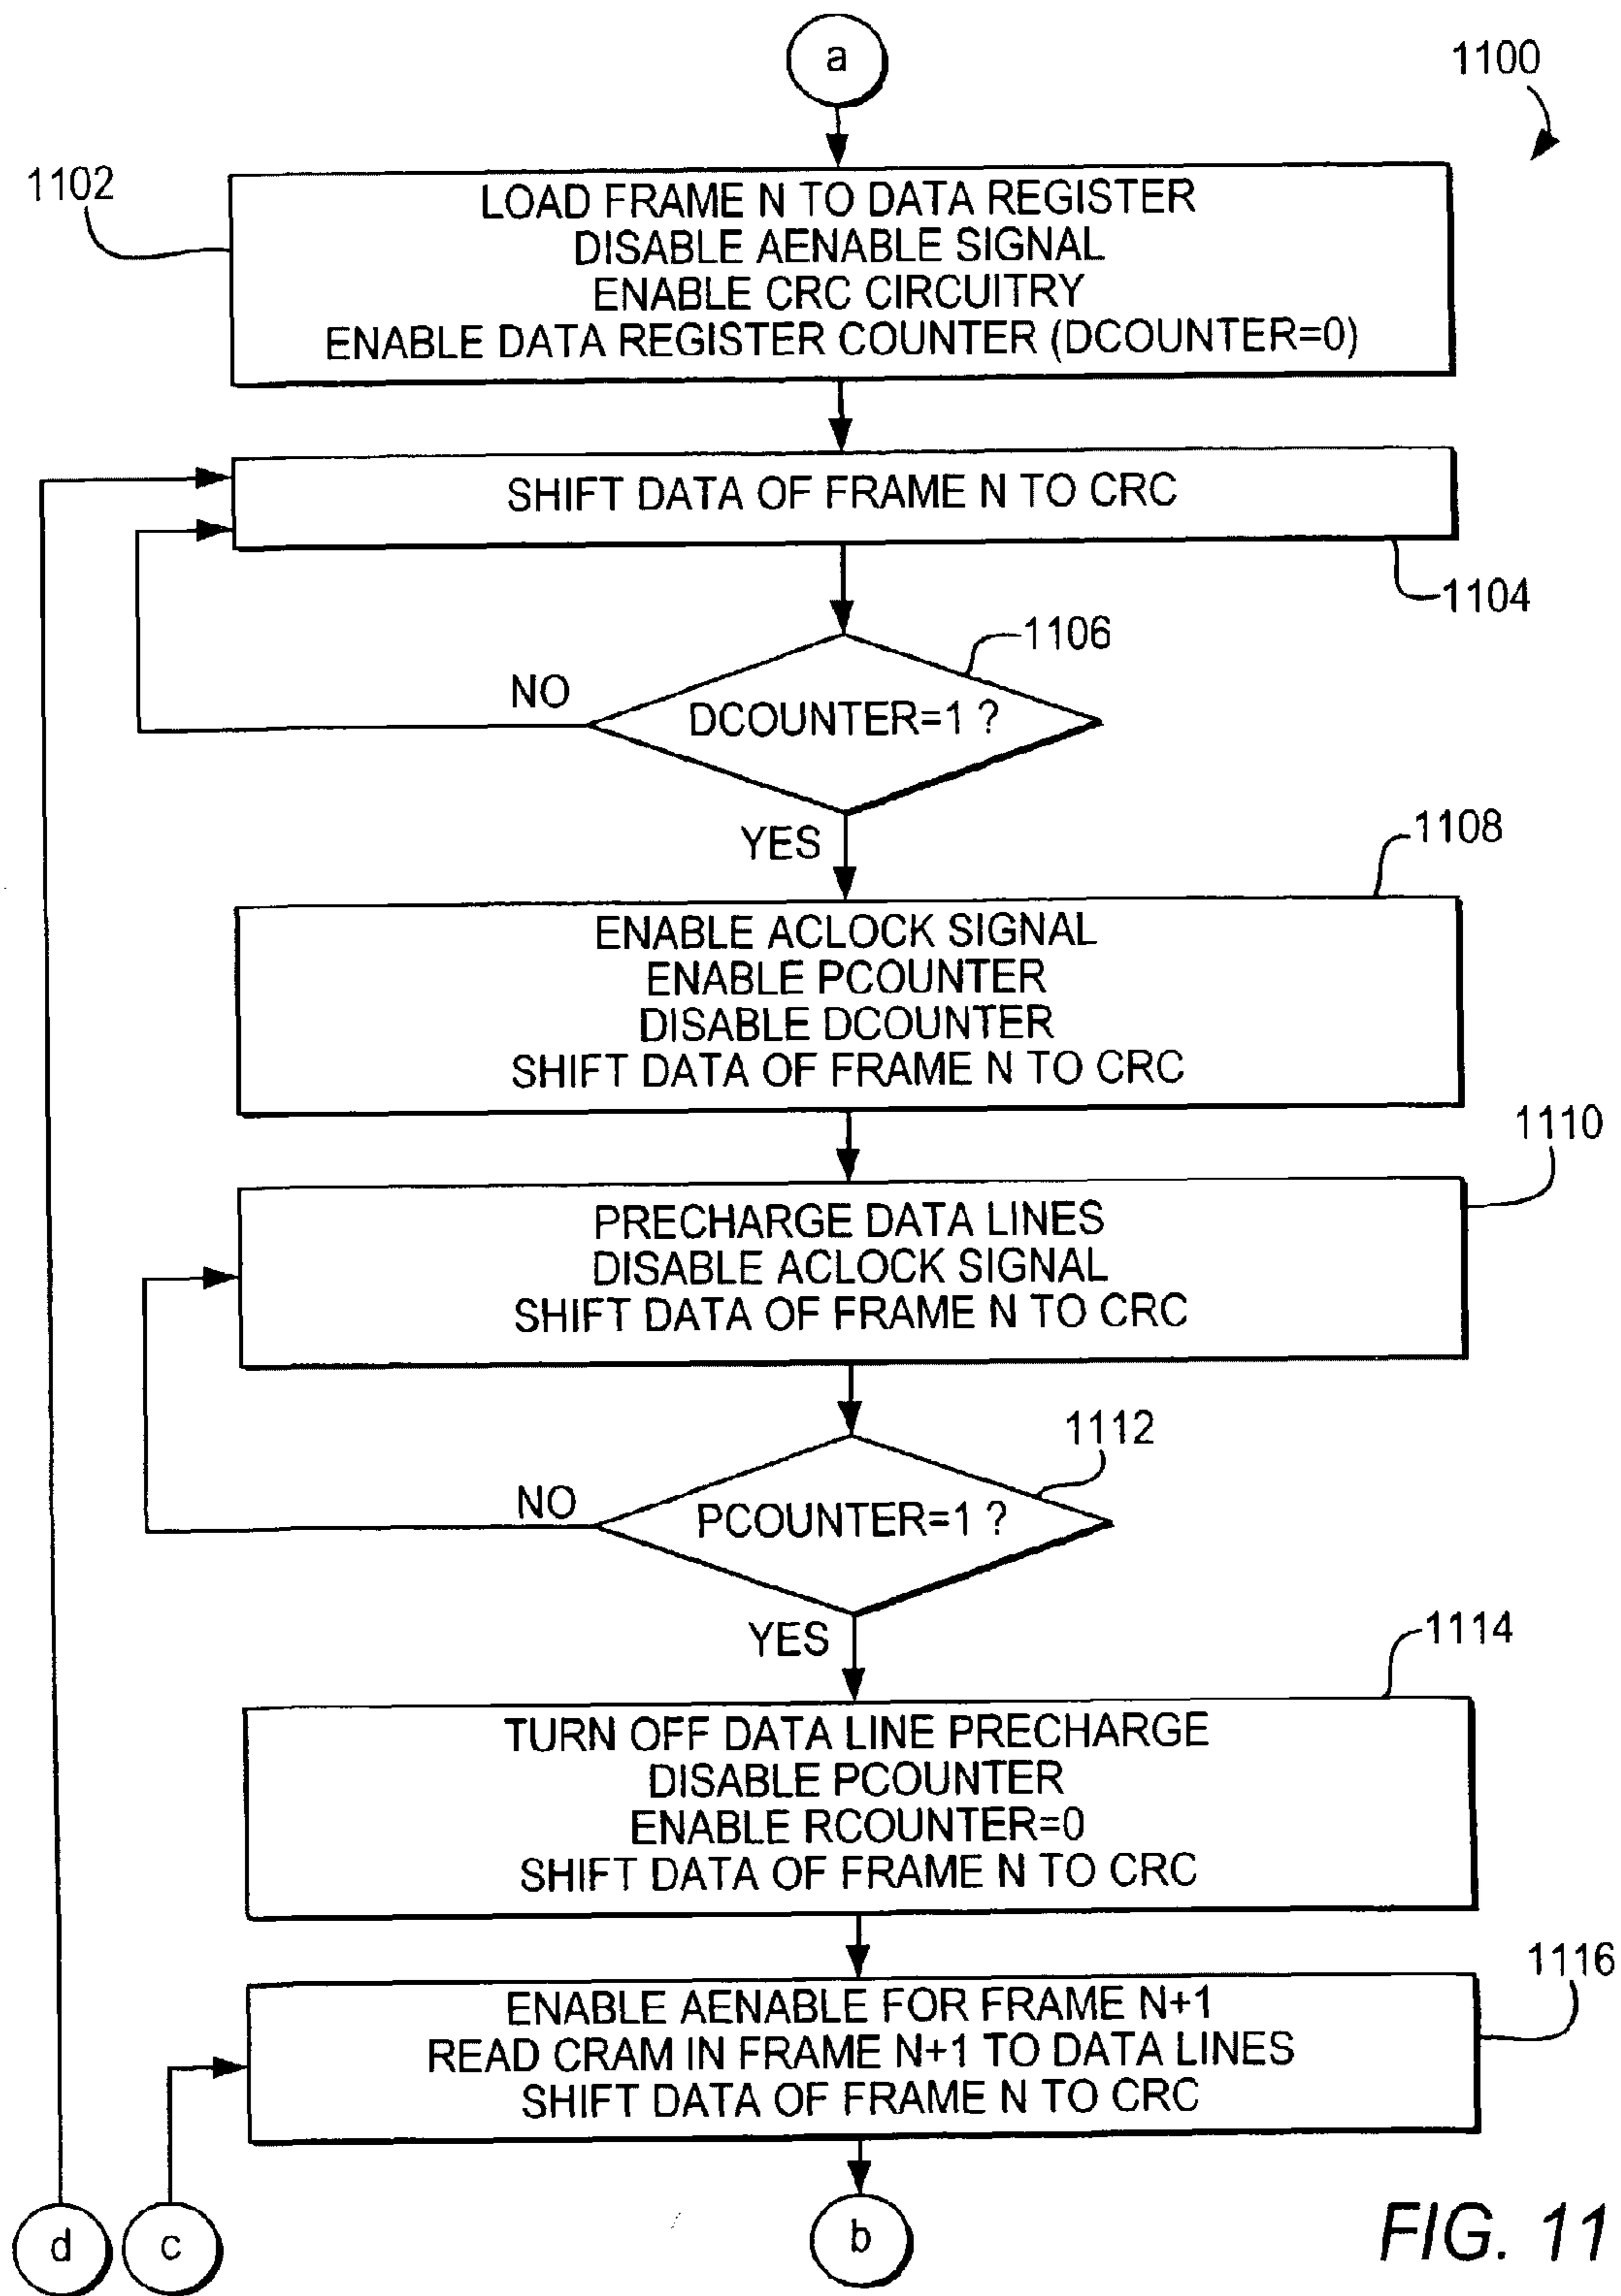 a
1100
1102
LOAD FRAME N TO DATA REGISTER
DISABLE AENABLE SIGNAL
ENABLE CRC CIRCUITRY
ENABLE DATA REGISTER COUNTER (DCOUNTER=0)
SHIFT DATA OF FRAME N TO CRC
1104
1106
NO
DCOUNTER=1 ?
YES
1108
ENABLE ACLOCK SIGNAL
ENABLE PCOUNTER
DISABLE DCOUNTER
SHIFT DATA OF FRAME N TO CRC
1110
PRECHARGE DATA LINES
DISABLE ACLOCK SIGNAL
SHIFT DATA OF FRAME N TO CRC
1112
NO
PCOUNTER=1 ?
YES
1114
TURN OFF DATA LINE PRECHARGE
DISABLE PCOUNTER
ENABLE RCOUNTER=0
SHIFT DATA OF FRAME N TO CRC
1116
ENABLE AENABLE FOR FRAME N+1
READ CRAM IN FRAME N+1 TO DATA LINES
SHIFT DATA OF FRAME N TO CRC
d
c
b
FIG. 11